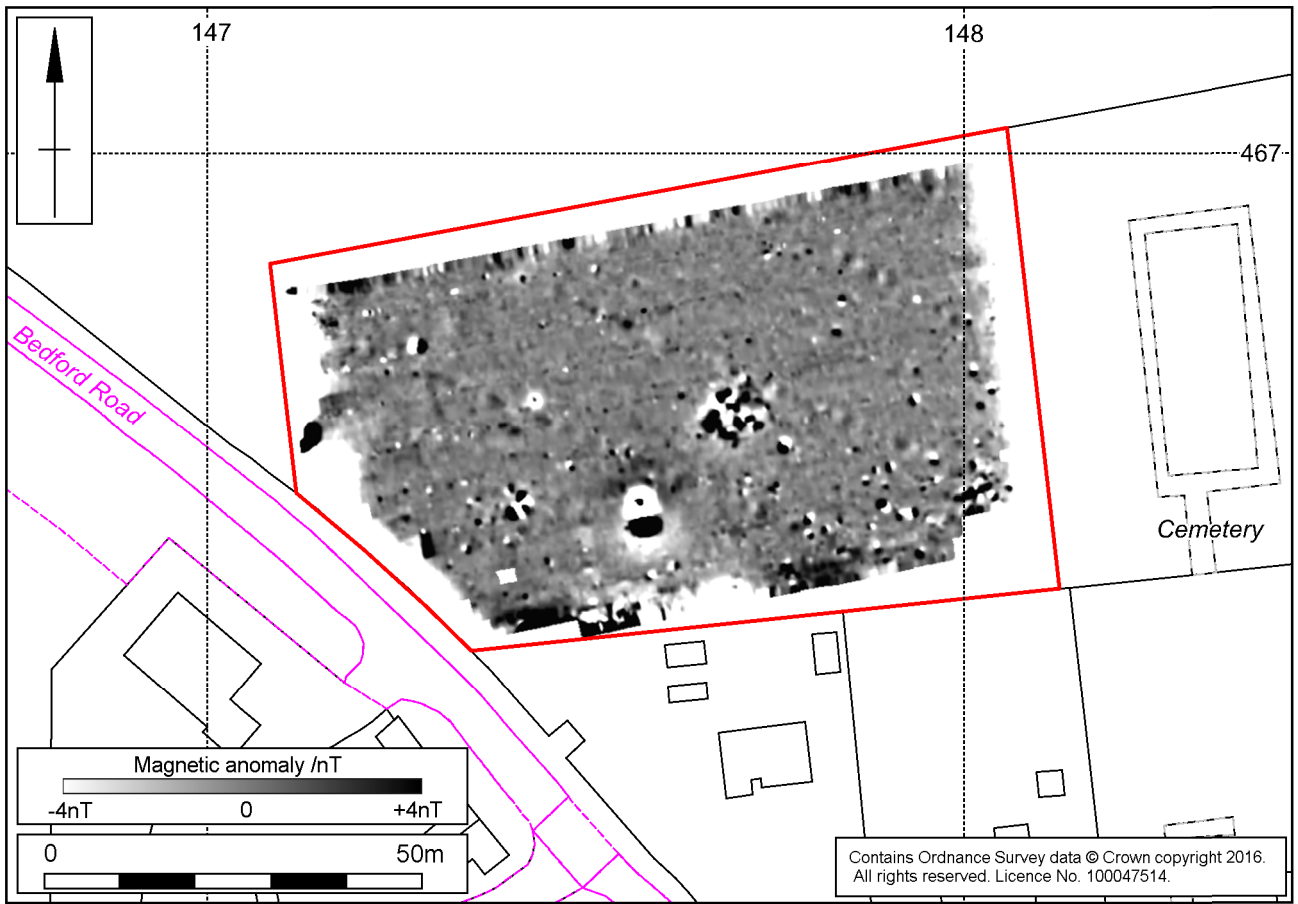 147
148
467
Bedford Road
Cemetery
Magnetic anomaly /nT
-4nT 0 +4nT
0 50m
Contains Ordnance Survey data © Crown copyright 2016.
All rights reserved. Licence No. 100047514.